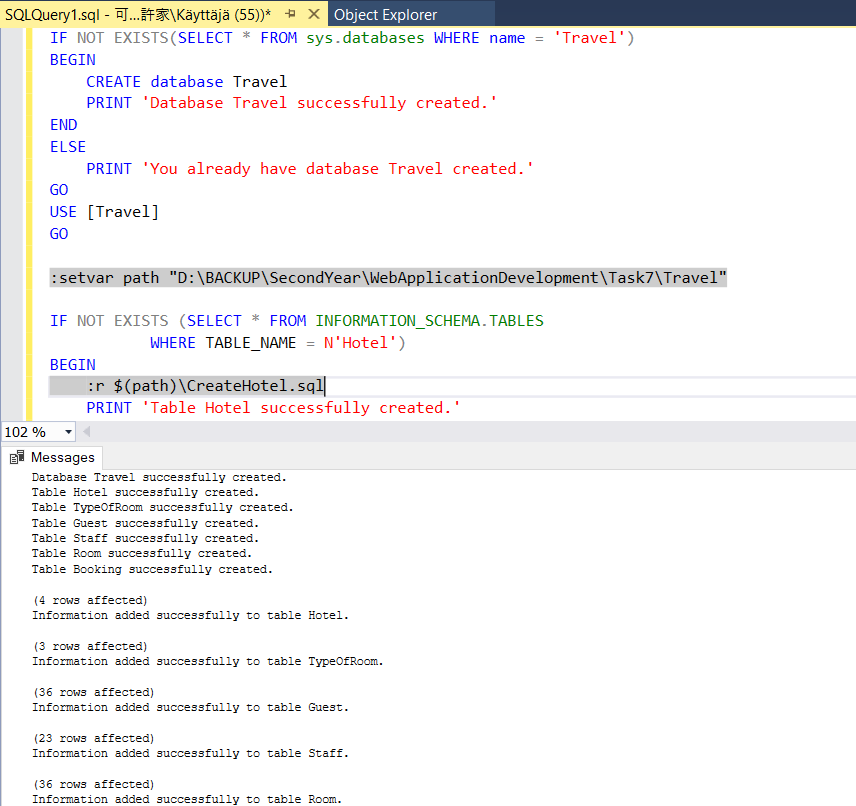 SQLQuery1.sql - 可...許家\Käyttäjä (55))*
Object Explorer
IF NOT EXISTS(SELECT * FROM sys.databases WHERE name = 'Travel')
BEGIN
CREATE database Travel
PRINT 'Database Travel successfully created.'
END
ELSE
PRINT 'You already have database Travel created.'
GO
USE [Travel]
GO
:setvar path "D:\BACKUP\SecondYear\WebApplicationDevelopment\Task7\Travel"
IF NOT EXISTS (SELECT * FROM INFORMATION_SCHEMA.TABLES
WHERE TABLE_NAME = N'Hotel')
BEGIN
:r $(path)\CreateHotel.sql
PRINT 'Table Hotel successfully created.'
102 %
Messages
Database Travel successfully created.
Table Hotel successfully created.
Table TypeOfRoom successfully created.
Table Guest successfully created.
Table Staff successfully created.
Table Room successfully created.
Table Booking successfully created.
(4 rows affected)
Information added successfully to table Hotel.
(3 rows affected)
Information added successfully to table TypeOfRoom.
(36 rows affected)
Information added successfully to table Guest.
(23 rows affected)
Information added successfully to table Staff.
(36 rows affected)
Information added successfully to table Room.